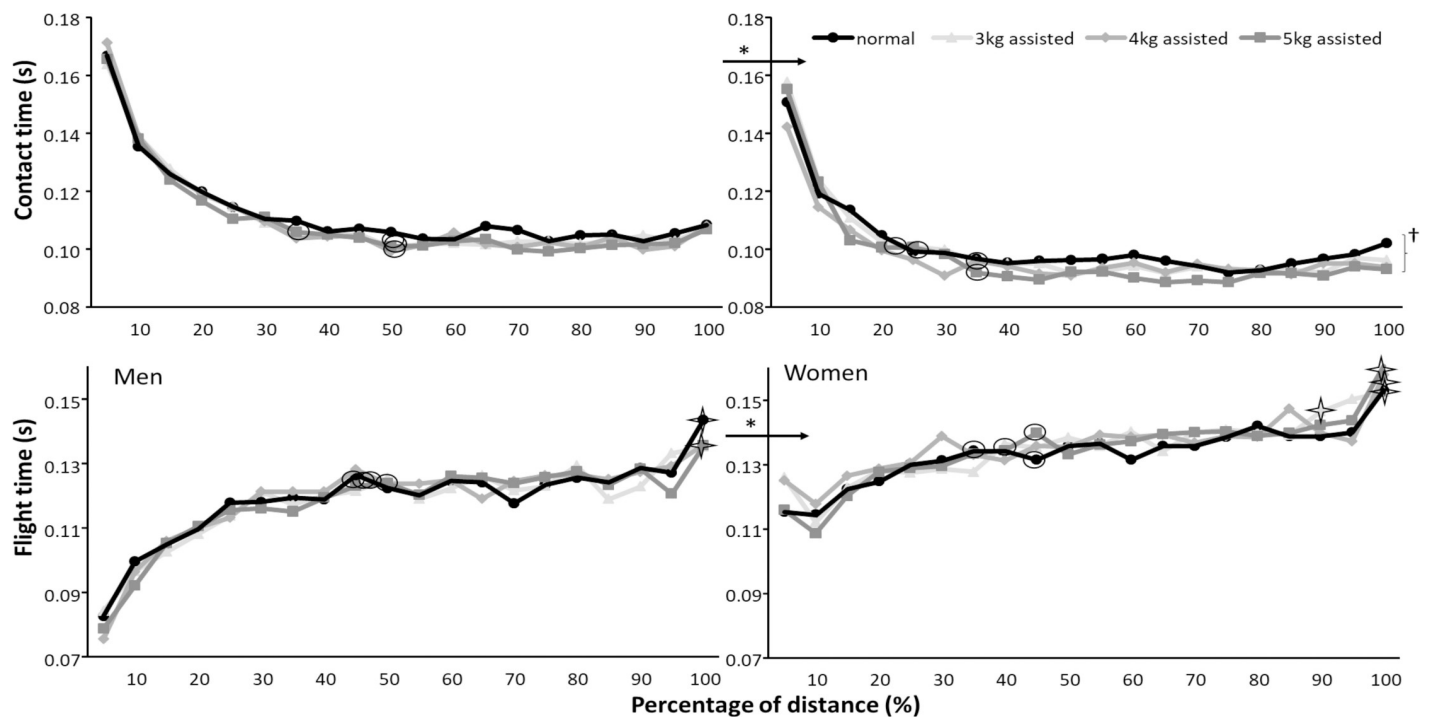 Contact time (s)
0.18
0.16
0.14
0.12
0.10
0.08
10 20 30 40 50 60 70 80 90 100
*
normal 3kg assisted 4kg assisted 5kg assisted
0.18
0.16
0.14
0.12
0.10
0.08
†
10 20 30 40 50 60 70 80 90 100
Flight time (s)
Men
0.15
0.13
0.11
0.09
0.07
10 20 30 40 50 60 70 80 90 100
*
Women
0.15
0.13
0.11
0.09
0.07
10 20 30 40 50 60 70 80 90 100
Percentage of distance (%)